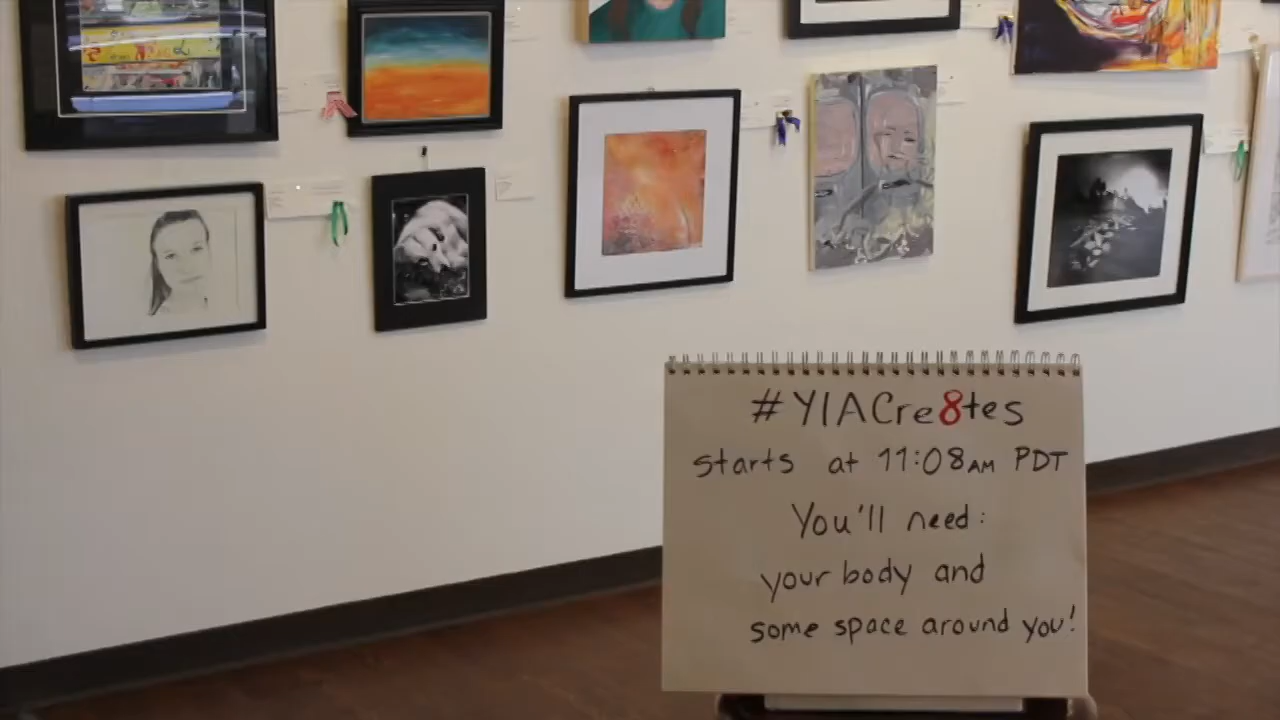 #YIACre8tes
starts at 11:08AM PDT
You'll need:
your body and
some space around you!